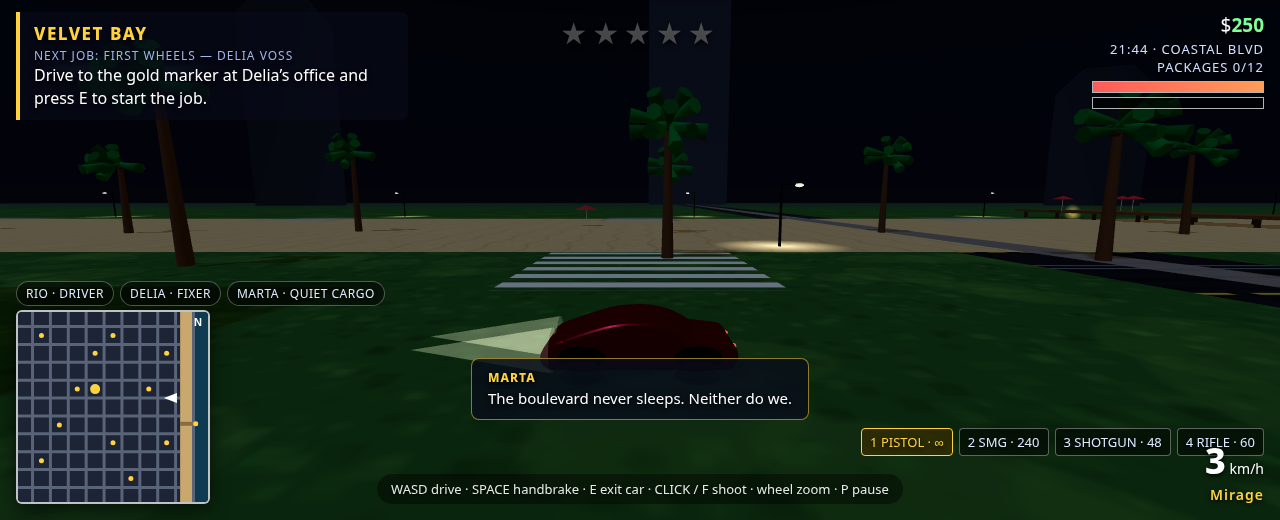 VELVET BAY
NEXT JOB: FIRST WHEELS — DELIA VOSS
Drive to the gold marker at Delia’s office and
press E to start the job.
$250
21:44 · COASTAL BLVD
PACKAGES 0/12
RIO · DRIVER
DELIA · FIXER
MARTA · QUIET CARGO
N
MARTA
The boulevard never sleeps. Neither do we.
1 PISTOL · ∞
2 SMG · 240
3 SHOTGUN · 48
4 RIFLE · 60
3 km/h
Mirage
WASD drive · SPACE handbrake · E exit car · CLICK / F shoot · wheel zoom · P pause